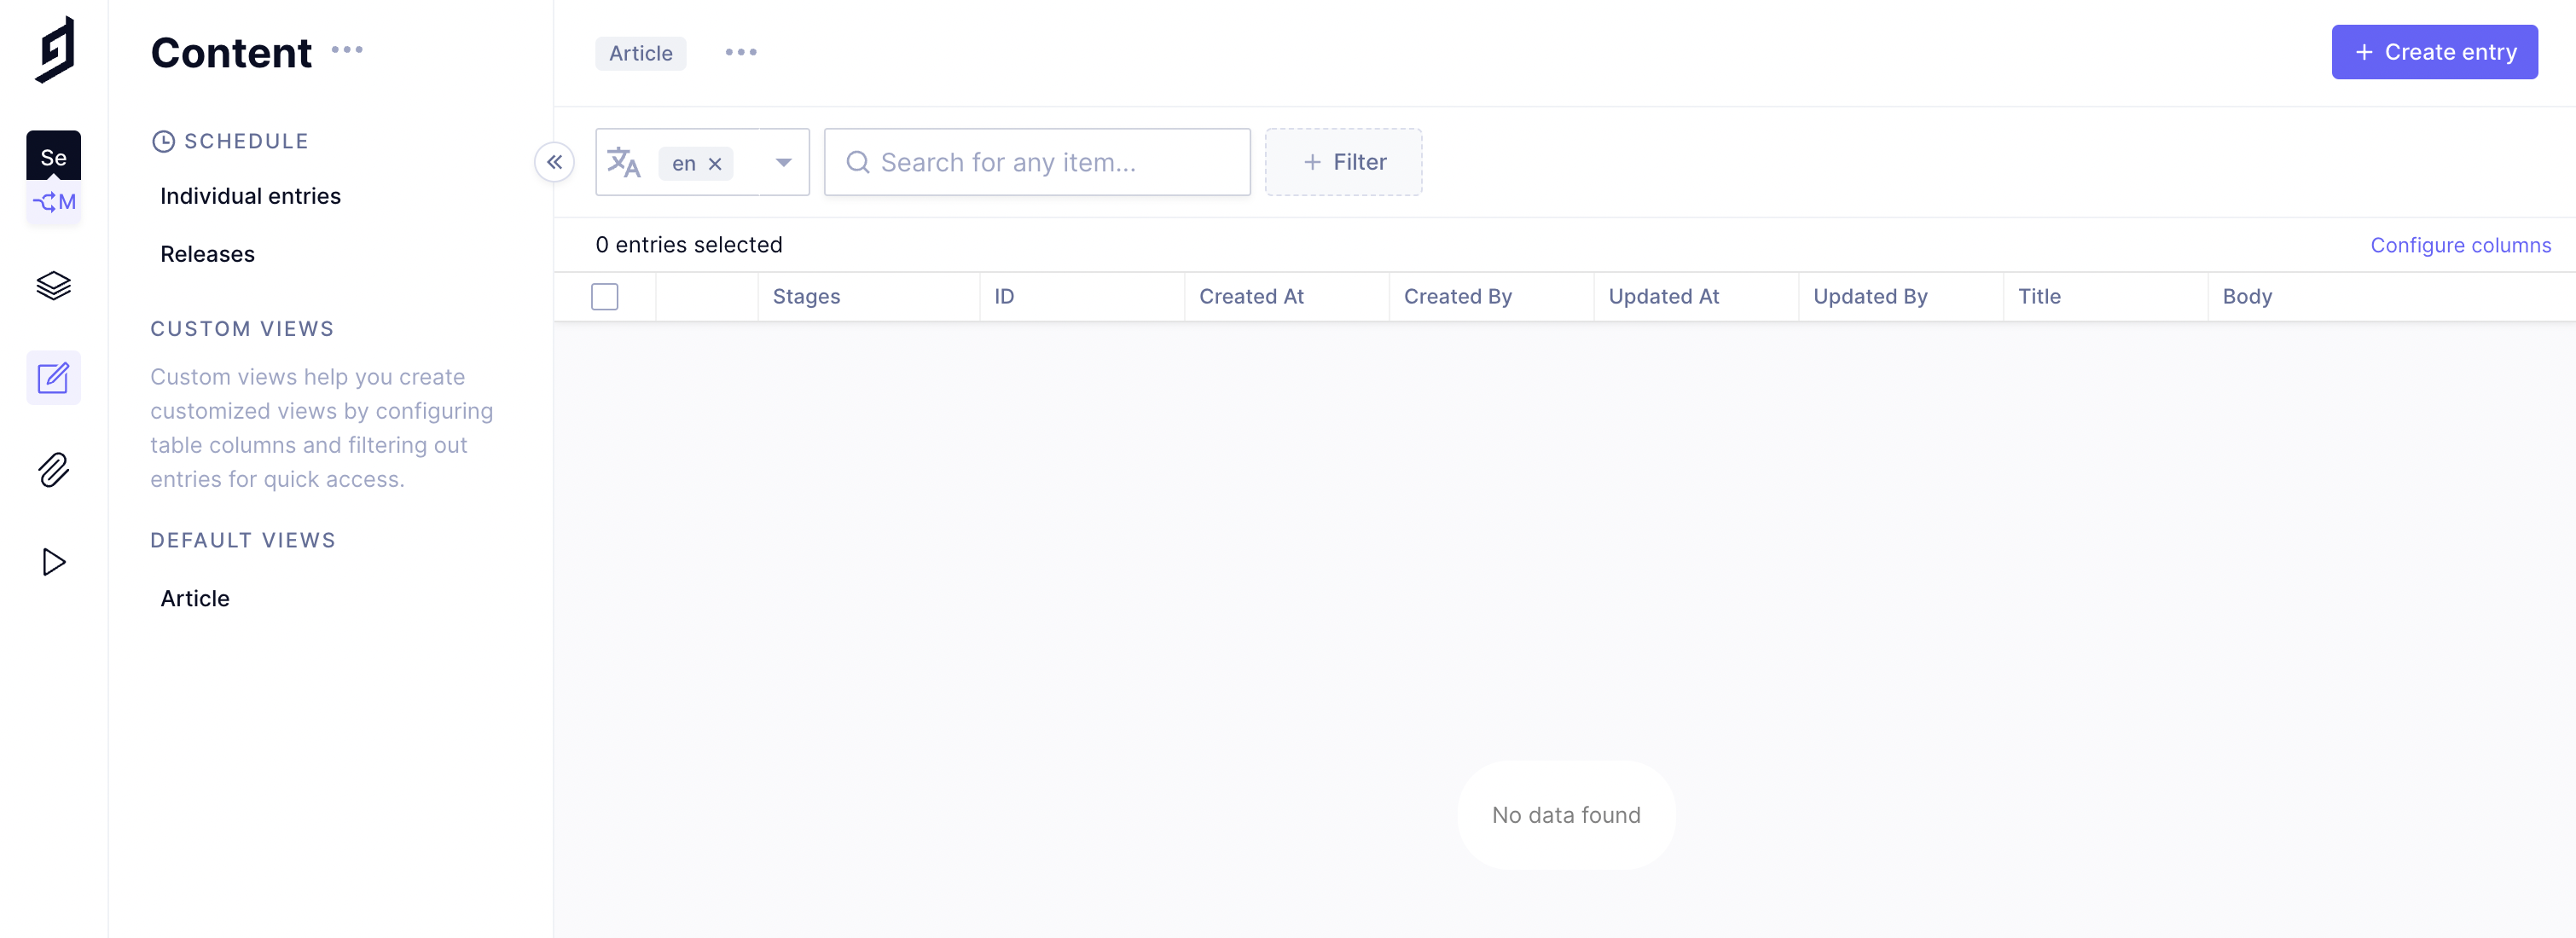 Content
Se
M
SCHEDULE
Individual entries
Releases
CUSTOM VIEWS
Custom views help you create
customized views by configuring
table columns and filtering out
entries for quick access.
DEFAULT VIEWS
Article
Article
+ Create entry
en ×
Search for any item...
+ Filter
0 entries selected
Configure columns
Stages ID Created At Created By Updated At Updated By Title Body
No data found